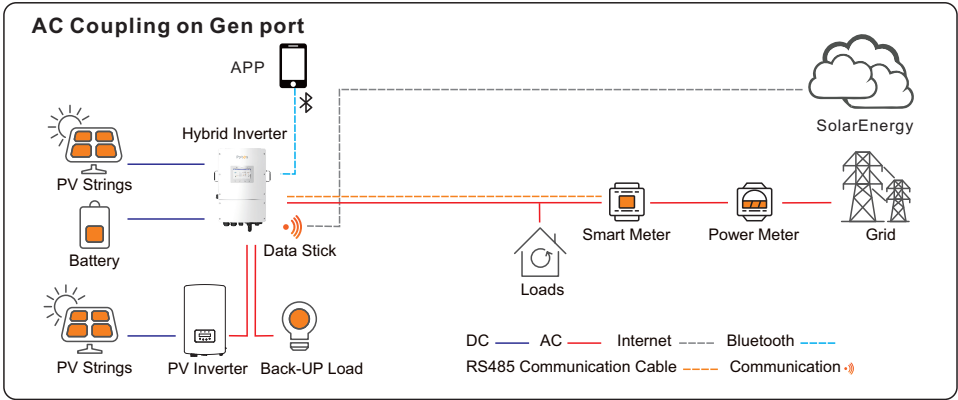 AC Coupling on Gen port
APP
SolarEnergy
Hybrid Inverter
PV Strings
Battery
Data Stick
Smart Meter
Power Meter
Grid
Loads
PV Strings
PV Inverter
Back-UP Load
DC AC Internet Bluetooth
RS485 Communication Cable Communication